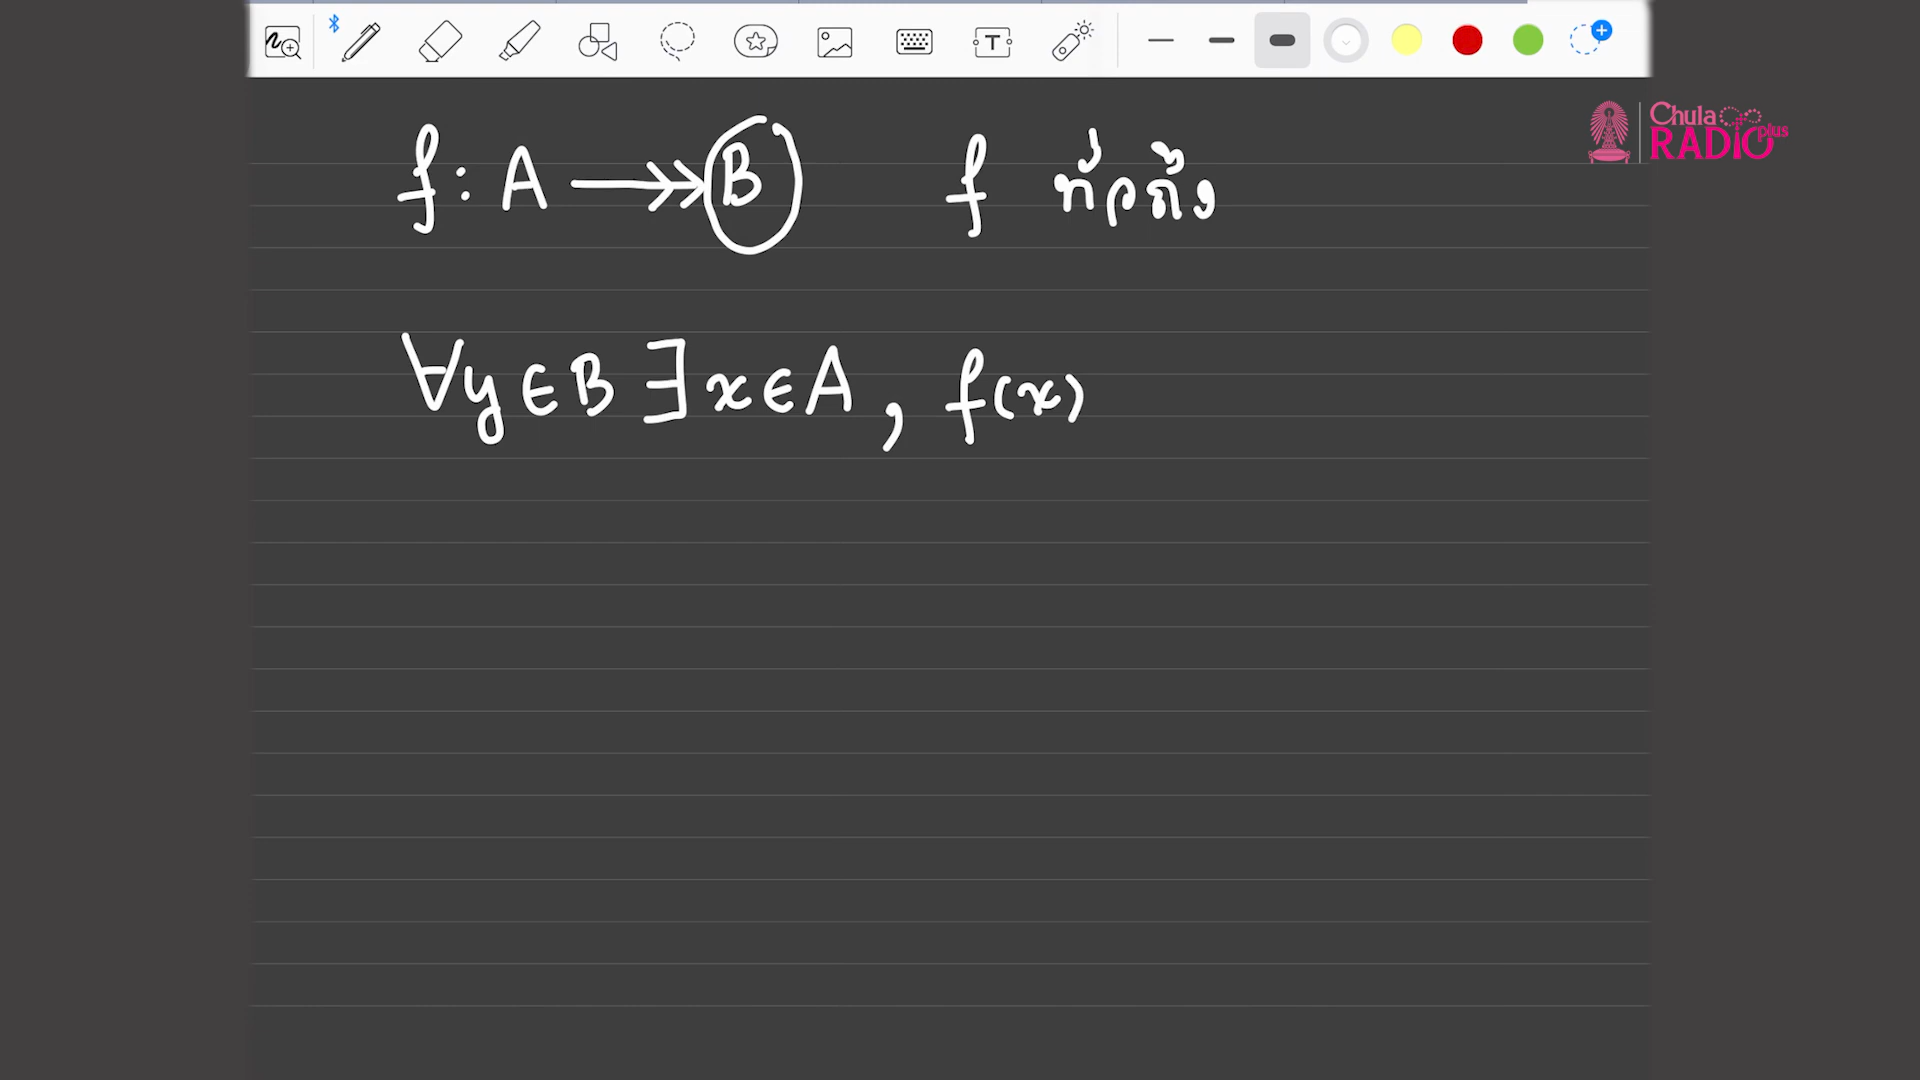 f : A ↠ B f ทั่วถึง
∀y ∈ B ∃x ∈ A , f(x)
Chula
RADIO plus
T